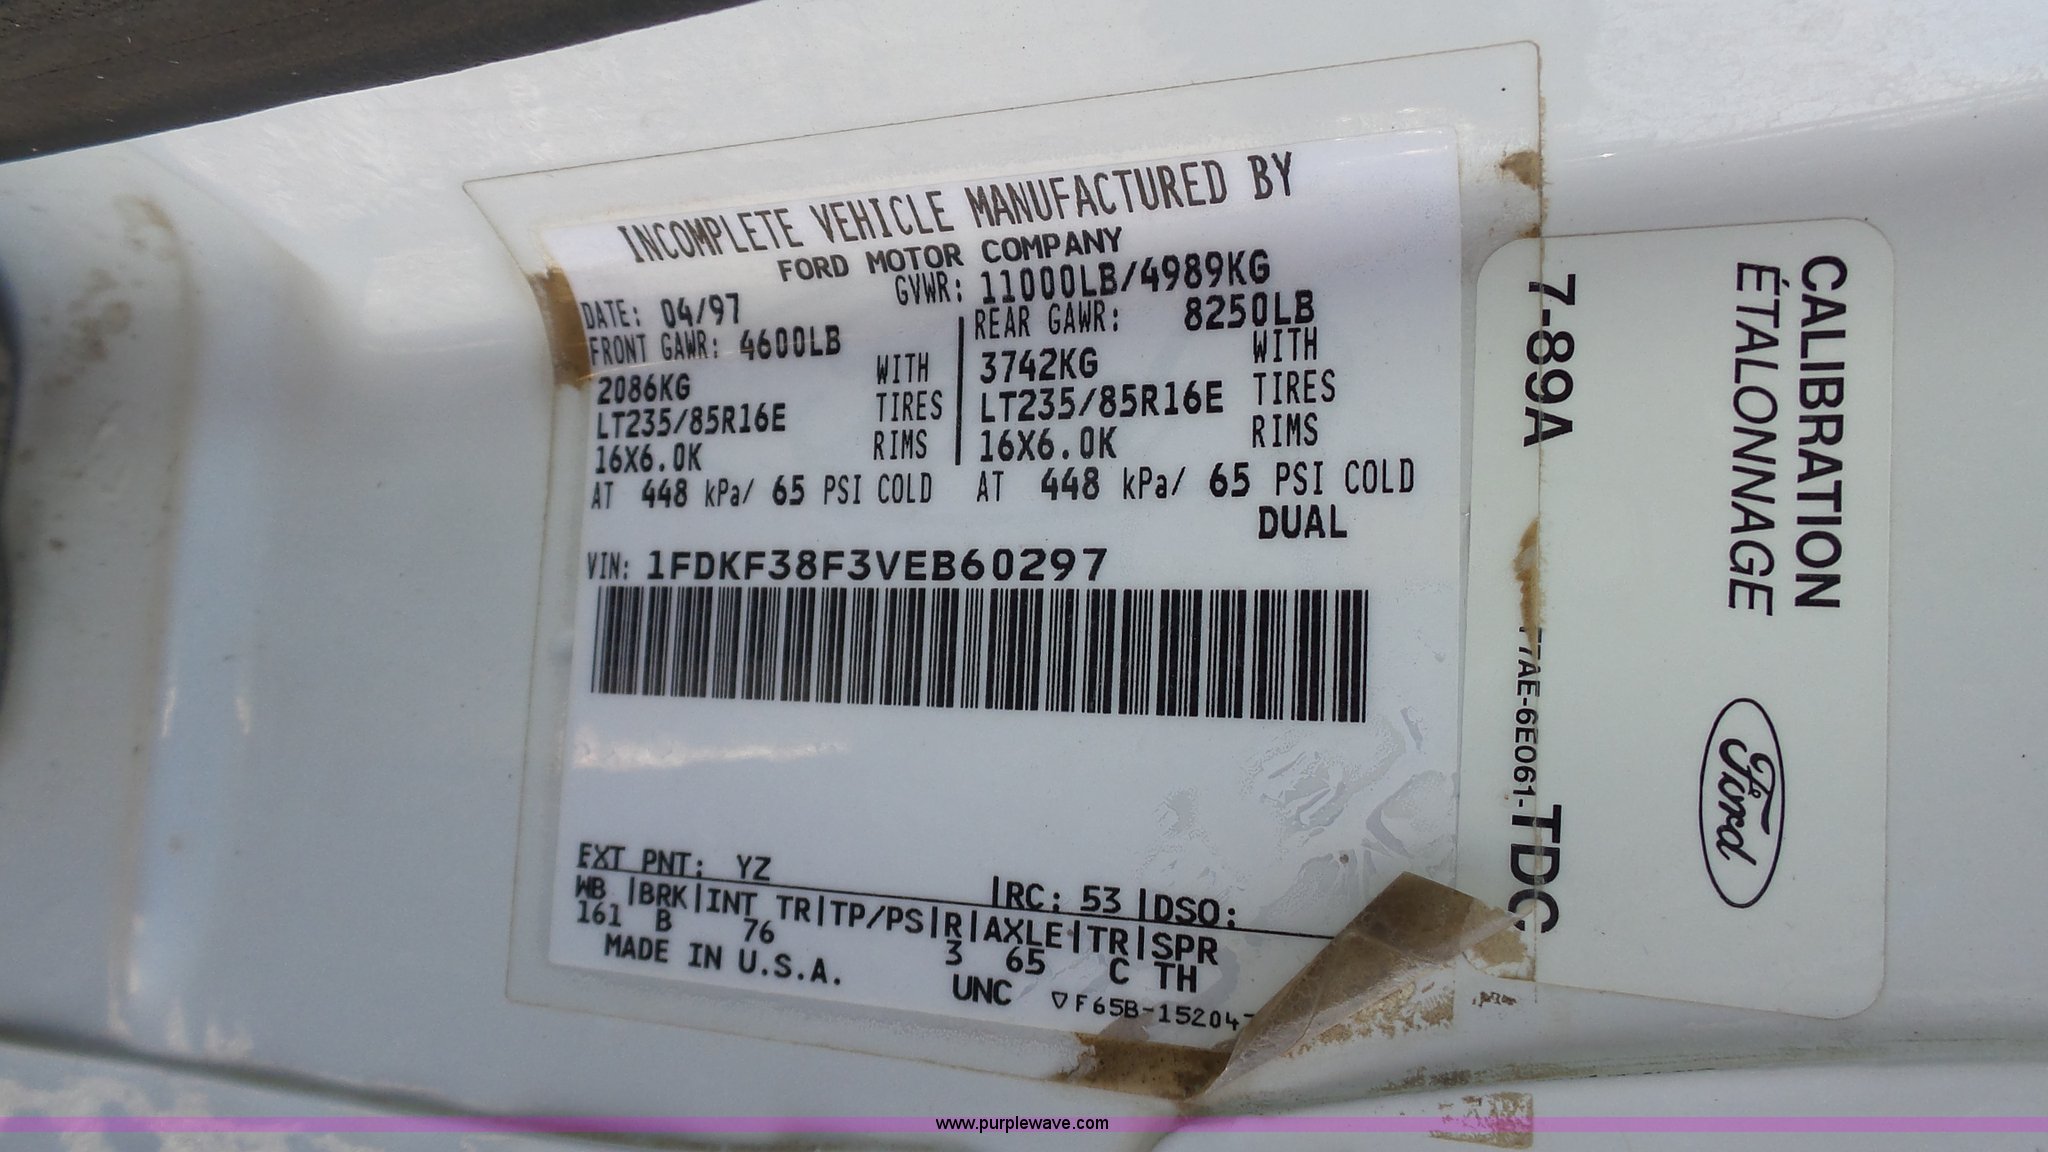 INCOMPLETE VEHICLE MANUFACTURED BY
FORD MOTOR COMPANY
DATE: 04/97 GVWR: 11000LB/4989KG
FRONT GAWR: 4600LB REAR GAWR: 8250LB
2086KG WITH 3742KG WITH
LT235/85R16E TIRES LT235/85R16E TIRES
16X6.0K RIMS 16X6.0K RIMS
AT 448 kPa/ 65 PSI COLD AT 448 kPa/ 65 PSI COLD
DUAL
VIN: 1FDKF38F3VEB60297
EXT PNT: YZ |RC: 53 |DSO:
WB |BRK|INT TR|TP/PS|R|AXLE|TR|SPR
161 B 76 3 65 C TH
MADE IN U.S.A. UNC ▽F65B-15204-
CALIBRATION
ÉTALONNAGE
Ford
7-89A
7AE-6E061-TDC
www.purplewave.com